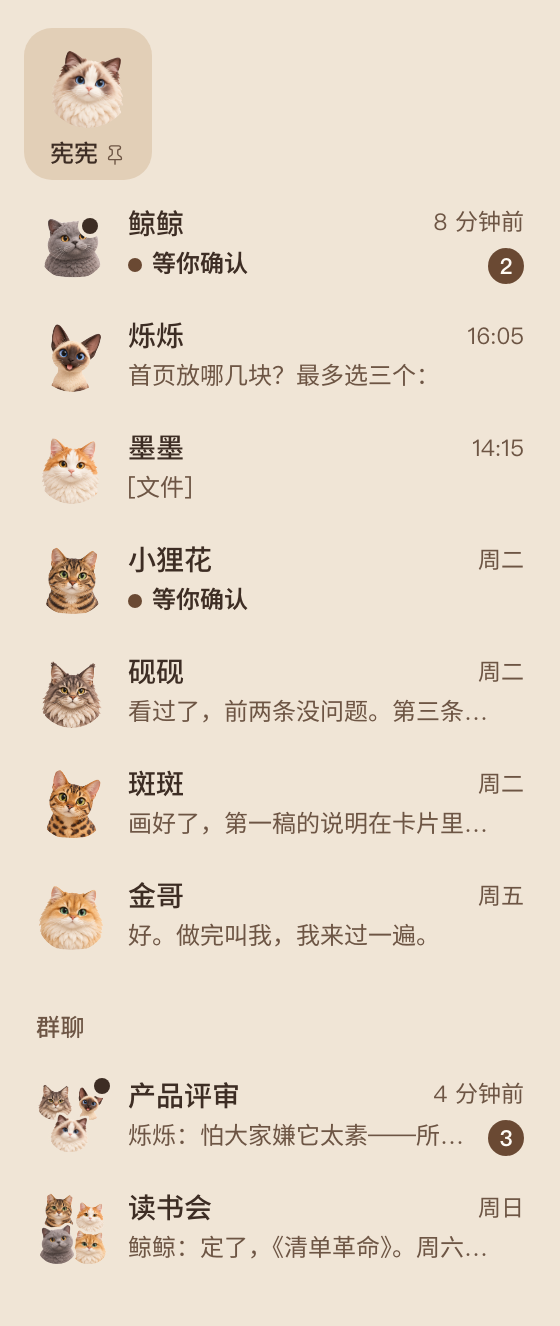 宪宪
鲸鲸 8 分钟前
等你确认 2
烁烁 16:05
首页放哪几块？最多选三个：
墨墨 14:15
[文件]
小狸花 周二
等你确认
砚砚 周二
看过了，前两条没问题。第三条…
斑斑 周二
画好了，第一稿的说明在卡片里…
金哥 周五
好。做完叫我，我来过一遍。
群聊
产品评审 4 分钟前
烁烁：怕大家嫌它太素——所… 3
读书会 周日
鲸鲸：定了，《清单革命》。周六…